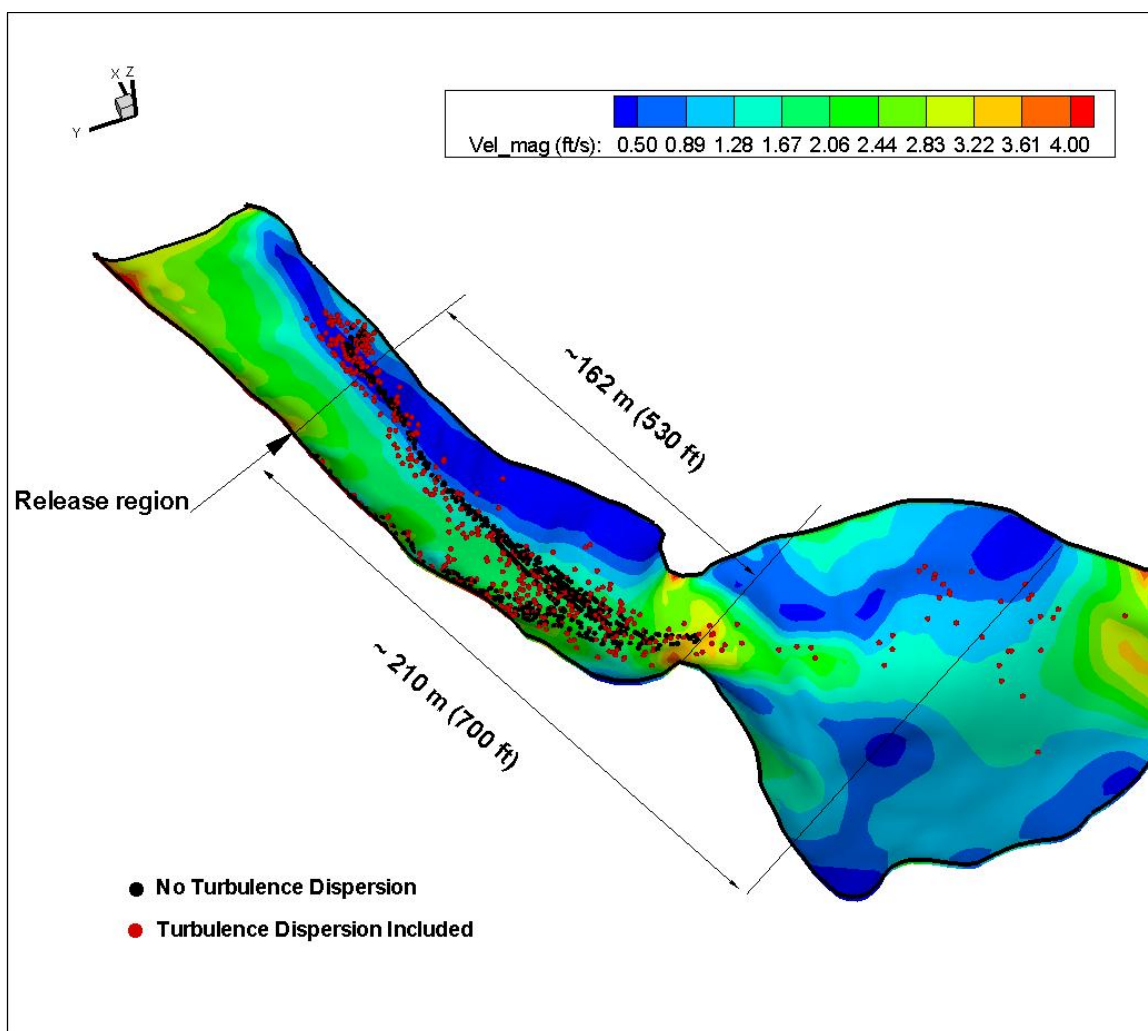 X Z
Y
Vel_mag (ft/s): 0.50 0.89 1.28 1.67 2.06 2.44 2.83 3.22 3.61 4.00
~162 m (530 ft)
Release region
~ 210 m (700 ft)
No Turbulence Dispersion
Turbulence Dispersion Included